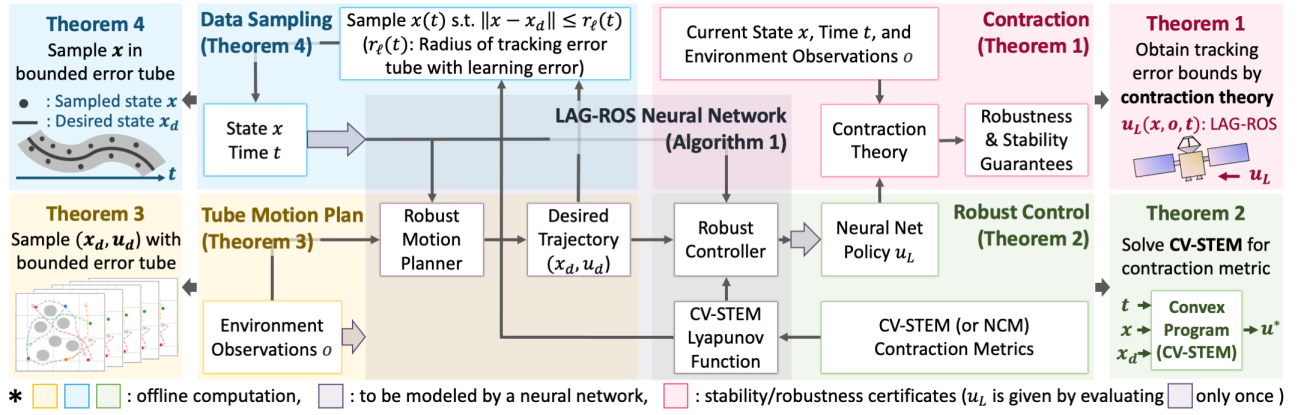 Theorem 4
Sample x in
bounded error tube
: Sampled state x
: Desired state x_d
t
Data Sampling
(Theorem 4)
Sample x(t) s.t. ‖x − x_d‖ ≤ r_ℓ(t)
(r_ℓ(t): Radius of tracking error
tube with learning error)
State x
Time t
Contraction
(Theorem 1)
Current State x, Time t, and
Environment Observations o
Contraction
Theory
Robustness
& Stability
Guarantees
Theorem 1
Obtain tracking
error bounds by
contraction theory
u_L(x, o, t): LAG-ROS
u_L
LAG-ROS Neural Network
(Algorithm 1)
Theorem 3
Sample (x_d, u_d) with
bounded error tube
Tube Motion Plan
(Theorem 3)
Robust
Motion
Planner
Desired
Trajectory
(x_d, u_d)
Environment
Observations o
Robust
Controller
Neural Net
Policy u_L
Robust Control
(Theorem 2)
CV-STEM
Lyapunov
Function
CV-STEM (or NCM)
Contraction Metrics
Theorem 2
Solve CV-STEM for
contraction metric
t
x
x_d
Convex
Program
(CV-STEM)
u*
* : offline computation, : to be modeled by a neural network, : stability/robustness certificates (u_L is given by evaluating only once )